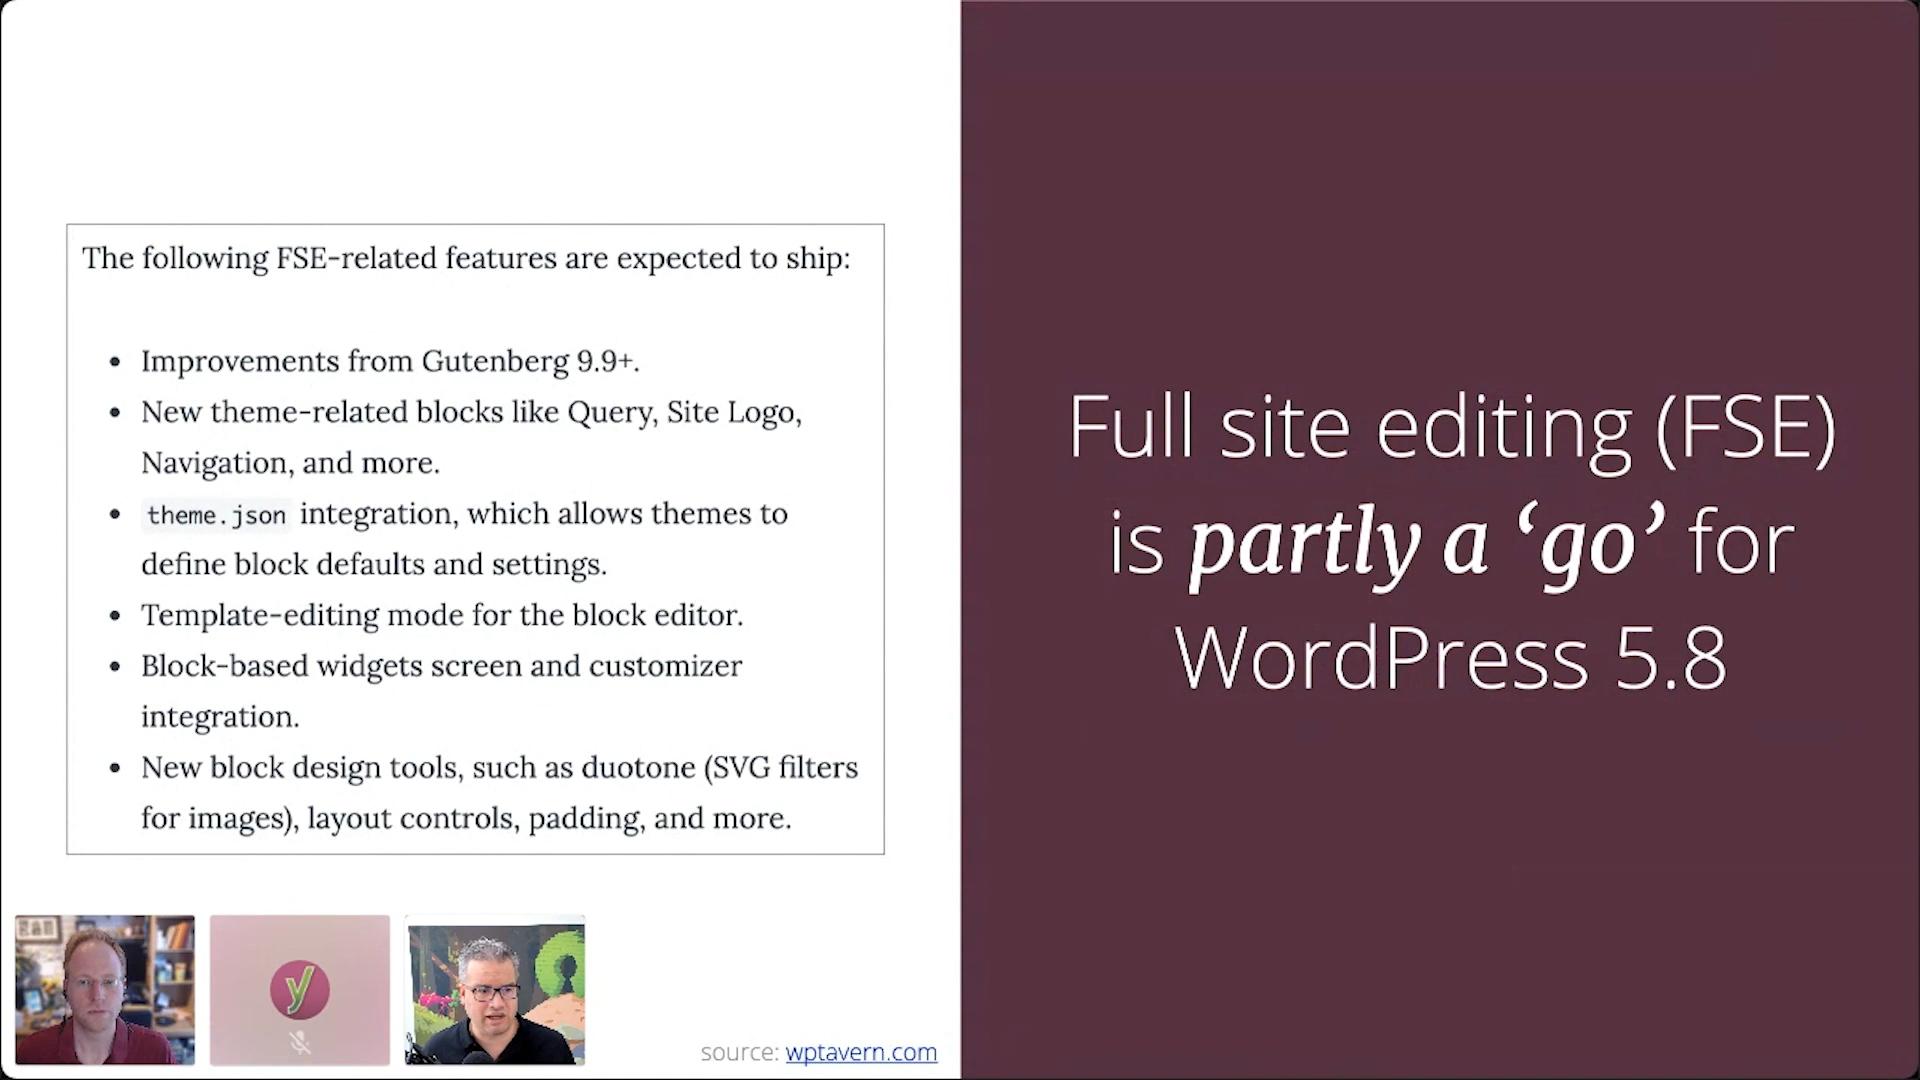 The following FSE-related features are expected to ship:
• Improvements from Gutenberg 9.9+.
• New theme-related blocks like Query, Site Logo,
Navigation, and more.
• theme.json integration, which allows themes to
define block defaults and settings.
• Template-editing mode for the block editor.
• Block-based widgets screen and customizer
integration.
• New block design tools, such as duotone (SVG filters
for images), layout controls, padding, and more.
y
source: wptavern.com
Full site editing (FSE)
is partly a ‘go’ for
WordPress 5.8